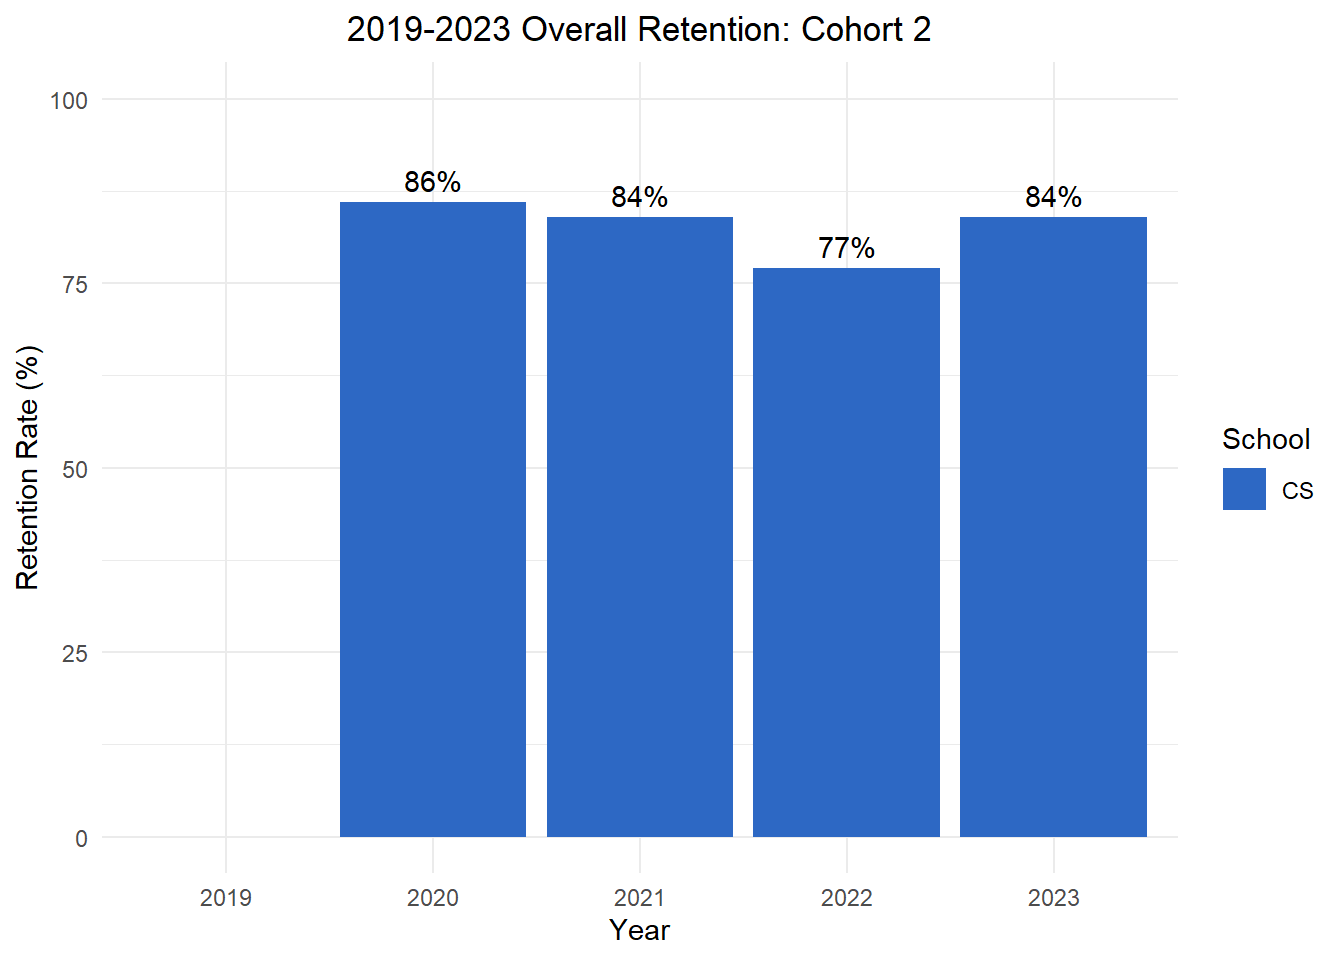 2019-2023 Overall Retention: Cohort 2
100
75
50
25
0
Retention Rate (%)
86%
84%
77%
84%
2019
2020
2021
2022
2023
Year
School
CS